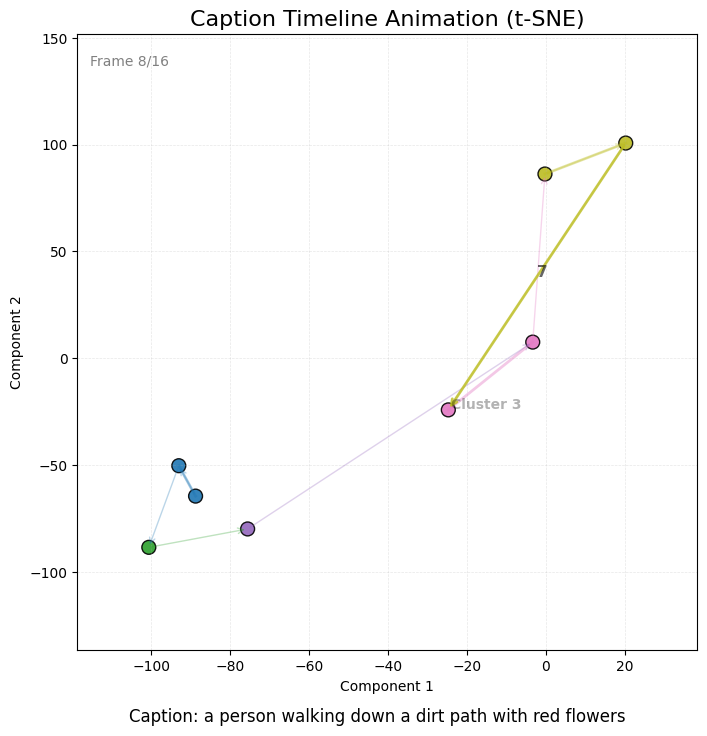 Caption Timeline Animation (t-SNE)
Frame 8/16
150
100
50
0
−50
−100
Component 2
7
Cluster 3
−100 −80 −60 −40 −20 0 20
Component 1
Caption: a person walking down a dirt path with red flowers